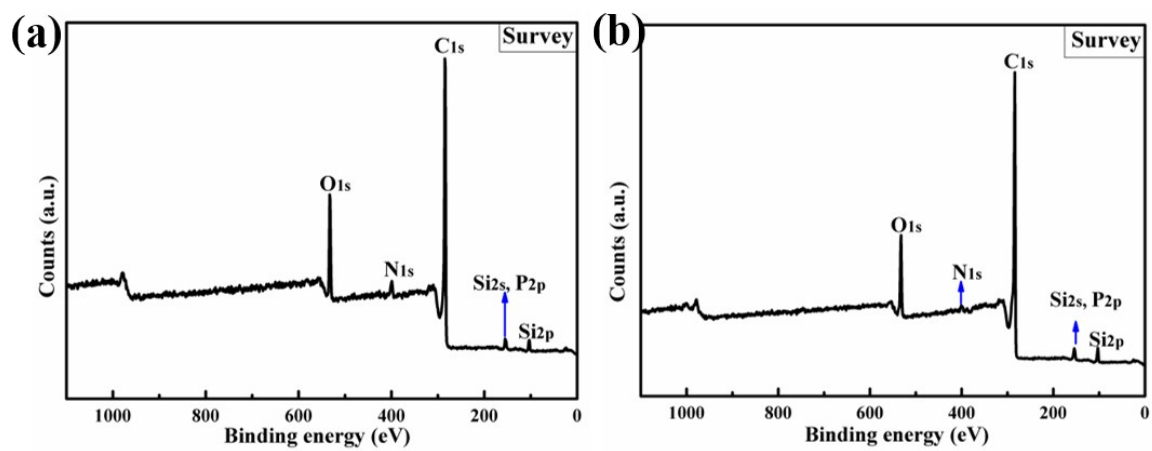 (a)
Survey
C1s
O1s
N1s
Si2s, P2p
Si2p
Counts (a.u.)
1000 800 600 400 200 0
Binding energy (eV)
(b)
Survey
C1s
O1s
N1s
Si2s, P2p
Si2p
Counts (a.u.)
1000 800 600 400 200 0
Binding energy (eV)